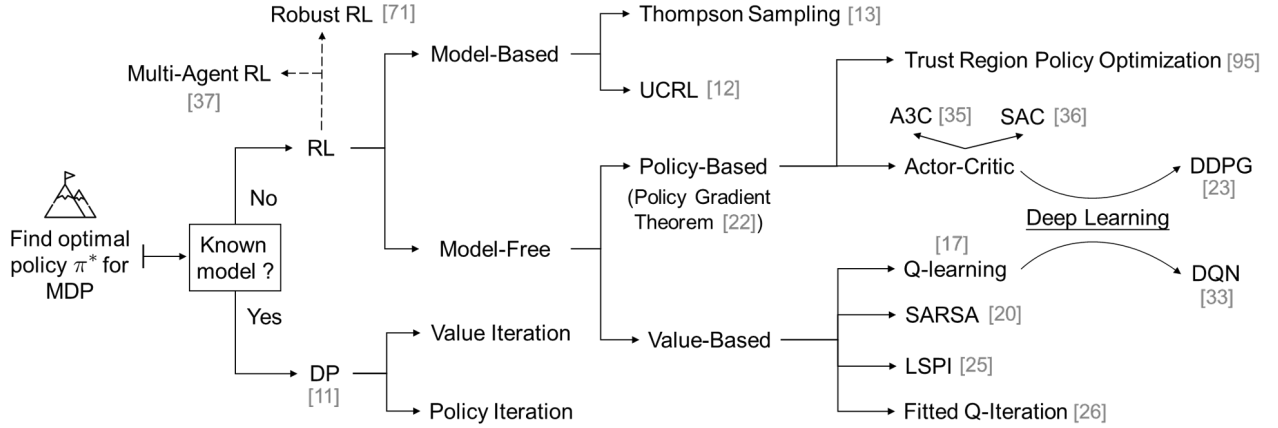 Robust RL [71]
Multi-Agent RL
[37]
RL
No
Find optimal
policy π* for
MDP
Known
model ?
Yes
DP
[11]
Value Iteration
Policy Iteration
Model-Based
Thompson Sampling [13]
UCRL [12]
Model-Free
Policy-Based
(Policy Gradient
Theorem [22])
Trust Region Policy Optimization [95]
A3C [35] SAC [36]
Actor-Critic
DDPG
[23]
Deep Learning
Value-Based
[17]
Q-learning
DQN
[33]
SARSA [20]
LSPI [25]
Fitted Q-Iteration [26]